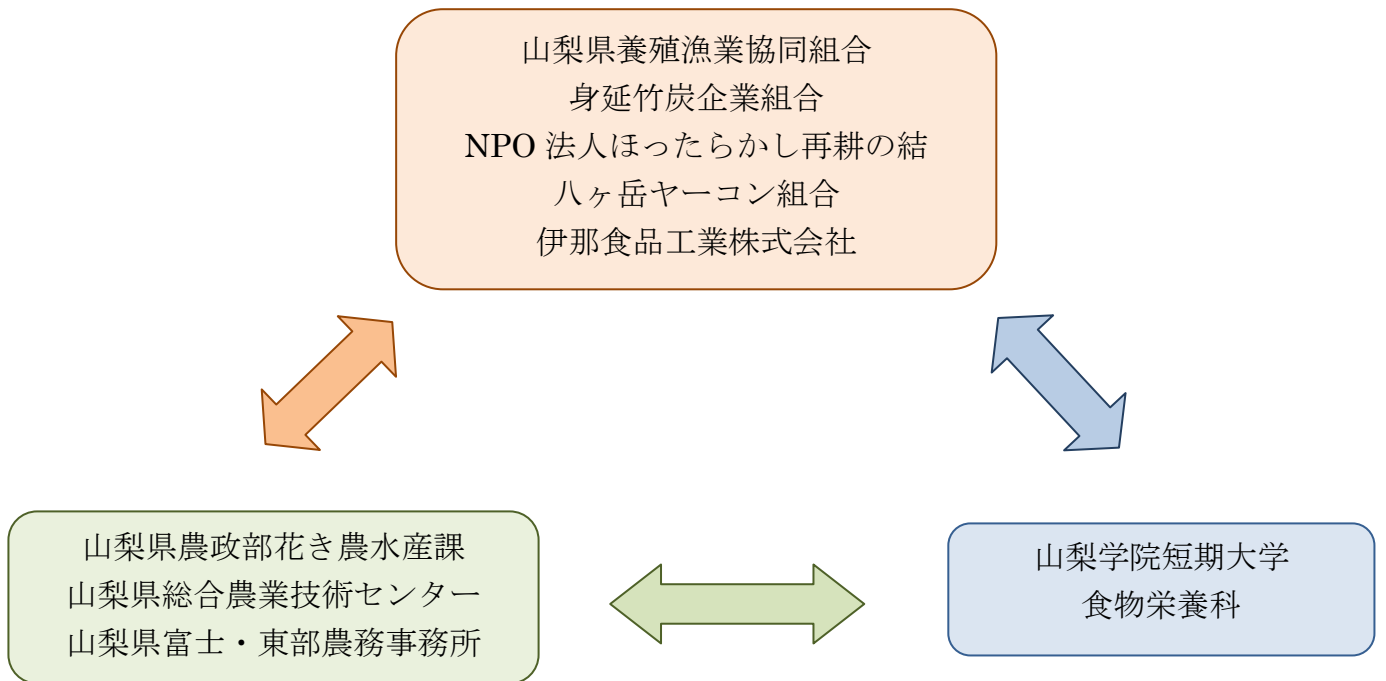 山梨県養殖漁業協同組合
身延竹炭企業組合
NPO 法人ほったらかし再耕の結
八ヶ岳ヤーコン組合
伊那食品工業株式会社
山梨県農政部花き農水産課
山梨県総合農業技術センター
山梨県富士・東部農務事務所
山梨学院短期大学
食物栄養科